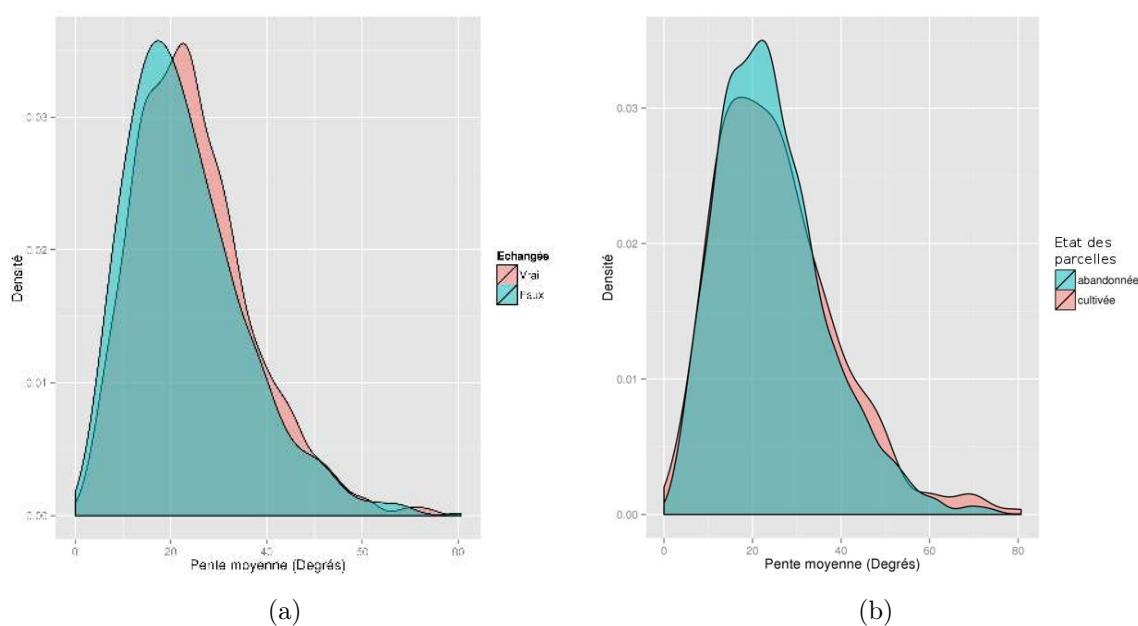 0.03
0.02
0.01
0.00
Densité
0
20
40
60
80
Pente moyenne (Degrés)
Echangée
Vrai
Faux
(a)
0.03
0.02
0.01
0.00
Densité
0
20
40
60
80
Pente moyenne (Degrés)
Etat des
parcelles
abandonnée
cultivée
(b)